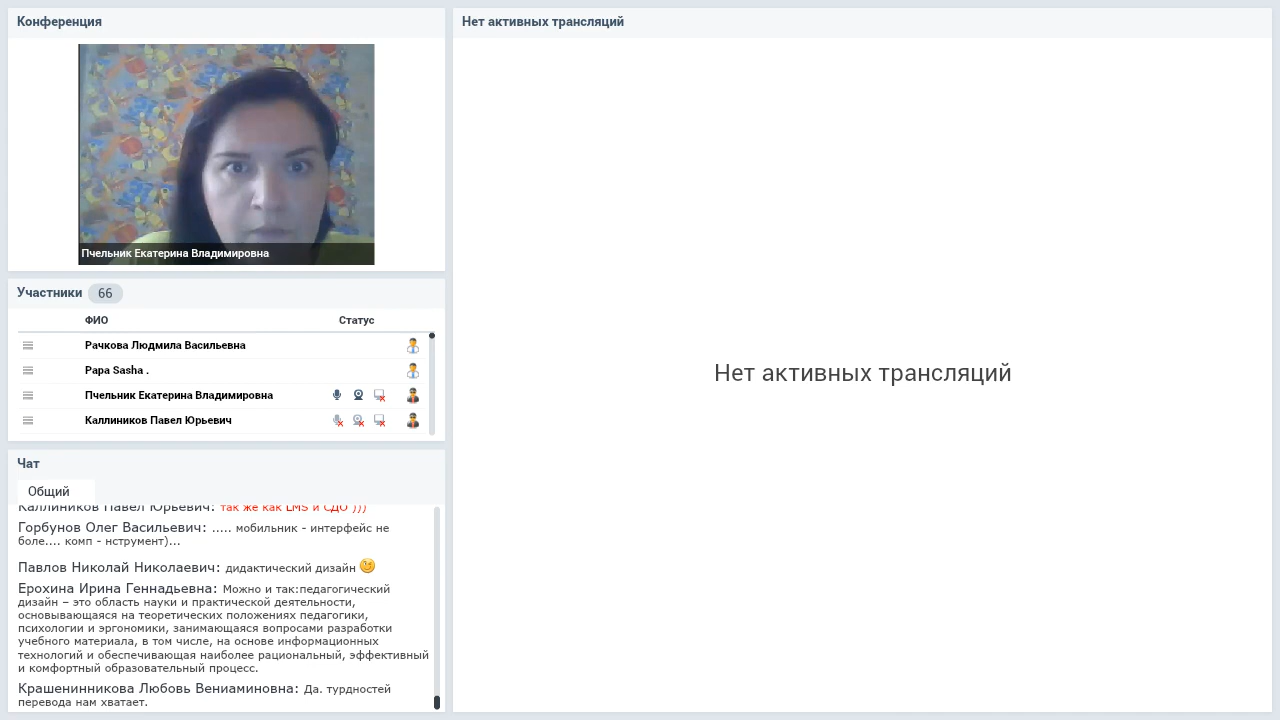 Конференция
Нет активных трансляций
Пчельник Екатерина Владимировна
Участники 66
ФИО Статус
Рачкова Людмила Васильевна
Papa Sasha .
Пчельник Екатерина Владимировна
Каллиников Павел Юрьевич
Нет активных трансляций
Чат
Общий
Каллиников Павел Юрьевич: так же как LMS и СДО )))
Горбунов Олег Васильевич: ..... мобильник - интерфейс не
боле.... комп - нструмент)...
Павлов Николай Николаевич: дидактический дизайн
Ерохина Ирина Геннадьевна: Можно и так:педагогический
дизайн – это область науки и практической деятельности,
основывающаяся на теоретических положениях педагогики,
психологии и эргономики, занимающаяся вопросами разработки
учебного материала, в том числе, на основе информационных
технологий и обеспечивающая наиболее рациональный, эффективный
и комфортный образовательный процесс.
Крашенинникова Любовь Вениаминовна: Да. турдностей
перевода нам хватает.